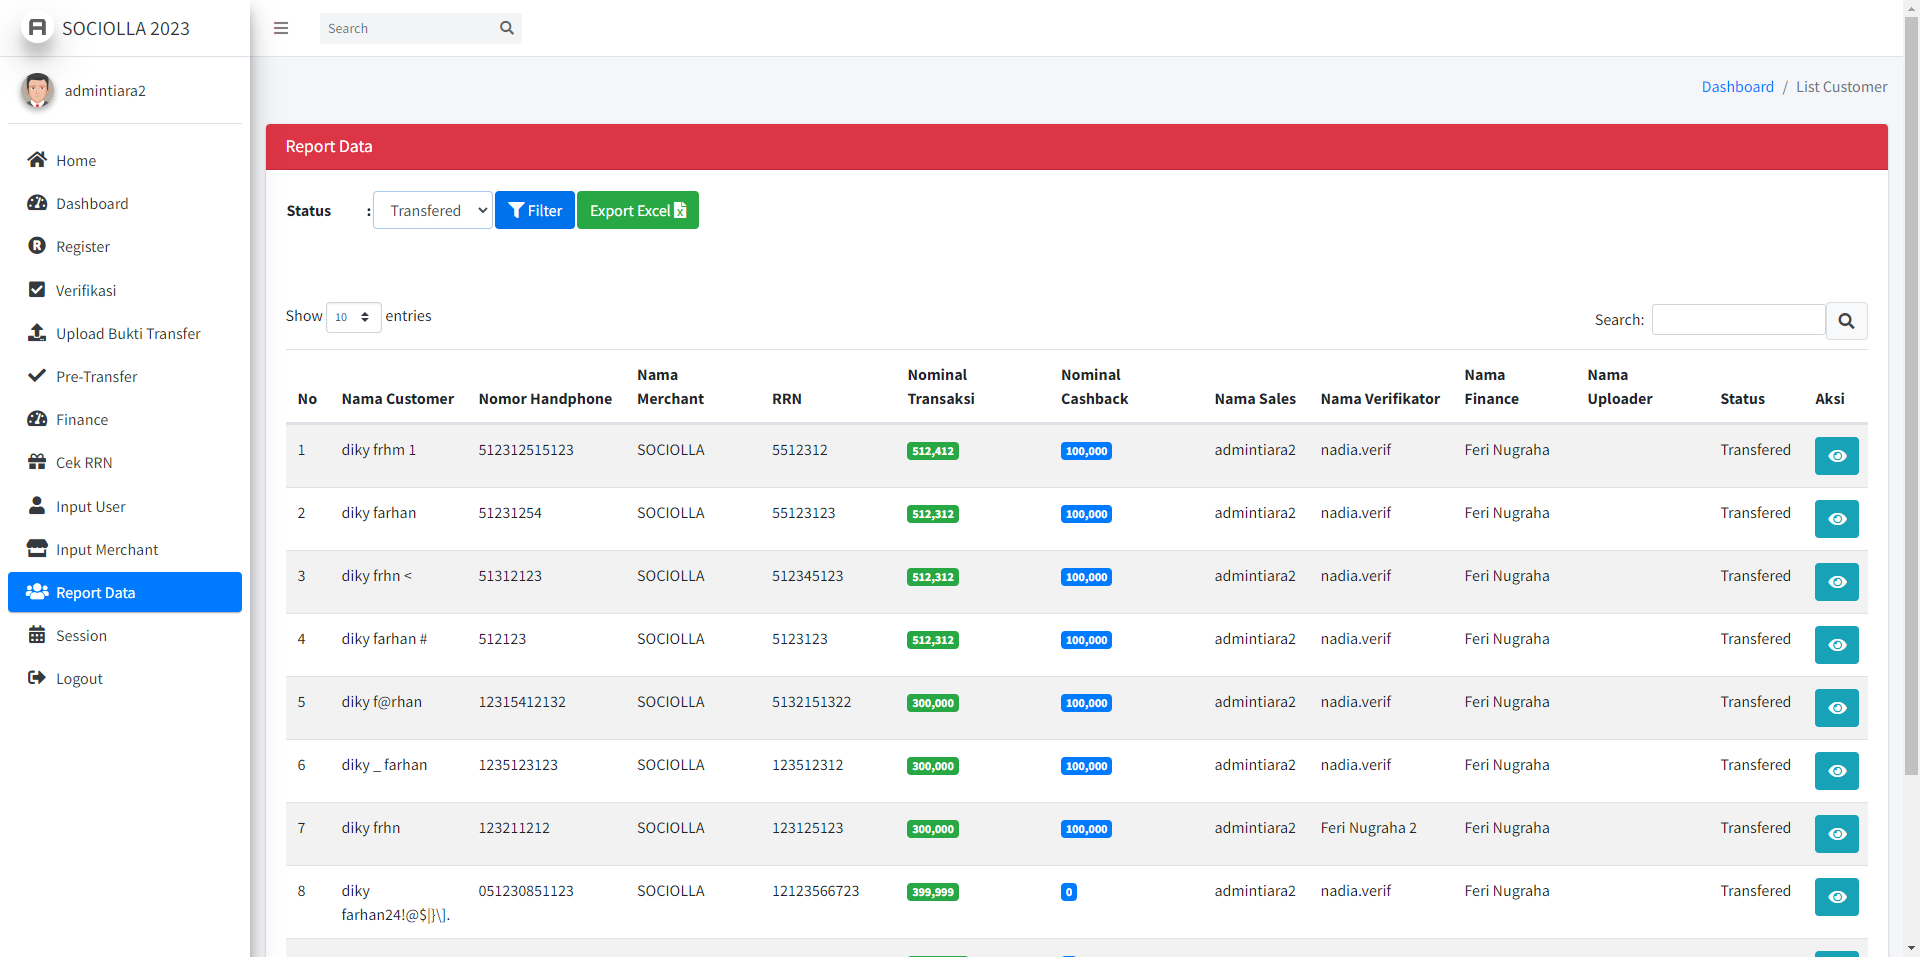 SOCIOLLA 2023
Search
admintiara2
Dashboard / List Customer
Home
Dashboard
Register
Verifikasi
Upload Bukti Transfer
Pre-Transfer
Finance
Cek RRN
Input User
Input Merchant
Report Data
Session
Logout
Report Data
Status : Transfered Filter Export Excel
Show 10 entries
Search:
No Nama Customer Nomor Handphone Nama Merchant RRN Nominal Transaksi Nominal Cashback Nama Sales Nama Verifikator Nama Finance Nama Uploader Status Aksi
1 diky frhm 1 512312515123 SOCIOLLA 5512312 512,412 100,000 admintiara2 nadia.verif Feri Nugraha Transfered
2 diky farhan 51231254 SOCIOLLA 55123123 512,312 100,000 admintiara2 nadia.verif Feri Nugraha Transfered
3 diky frhn < 51312123 SOCIOLLA 512345123 512,312 100,000 admintiara2 nadia.verif Feri Nugraha Transfered
4 diky farhan # 512123 SOCIOLLA 5123123 512,312 100,000 admintiara2 nadia.verif Feri Nugraha Transfered
5 diky f@rhan 12315412132 SOCIOLLA 5132151322 300,000 100,000 admintiara2 nadia.verif Feri Nugraha Transfered
6 diky _ farhan 1235123123 SOCIOLLA 123512312 300,000 100,000 admintiara2 nadia.verif Feri Nugraha Transfered
7 diky frhn 123211212 SOCIOLLA 123125123 300,000 100,000 admintiara2 Feri Nugraha 2 Feri Nugraha Transfered
8 diky farhan24!@$|}\]. 051230851123 SOCIOLLA 12123566723 399,999 0 admintiara2 nadia.verif Feri Nugraha Transfered